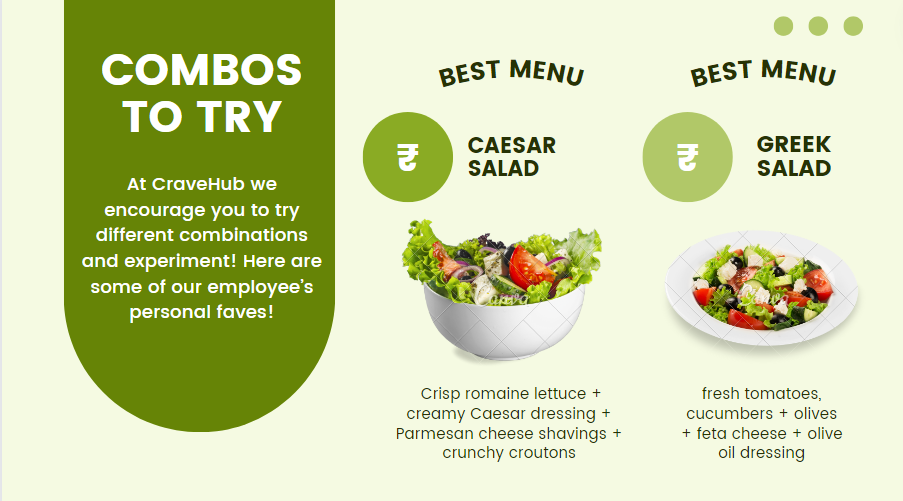 COMBOS
TO TRY
At CraveHub we
encourage you to try
different combinations
and experiment! Here are
some of our employee's
personal faves!
BEST MENU
₹
CAESAR
SALAD
Canva
Crisp romaine lettuce +
creamy Caesar dressing +
Parmesan cheese shavings +
crunchy croutons
BEST MENU
₹
GREEK
SALAD
Canva
fresh tomatoes,
cucumbers + olives
+ feta cheese + olive
oil dressing